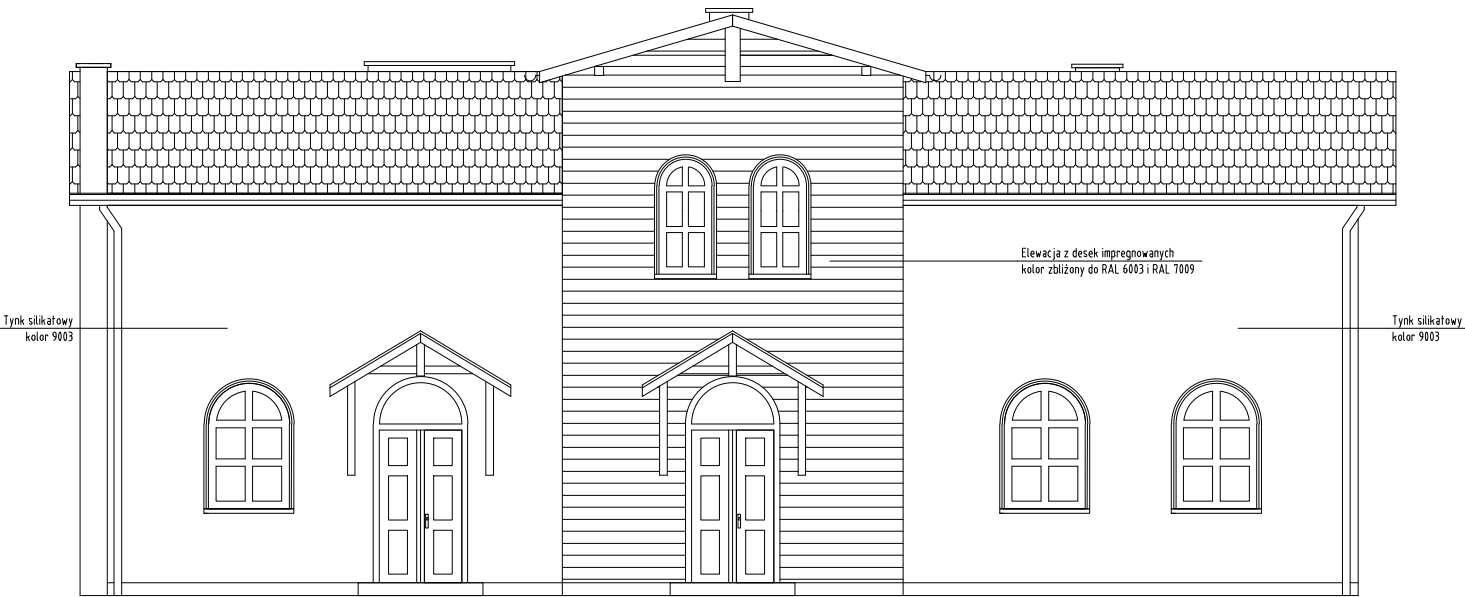 Elewacja z desek impregnowanych
kolor zbliżony do RAL 6003 i RAL 7009
Tynk silikatowy
kolor 9003
Tynk silikatowy
kolor 9003